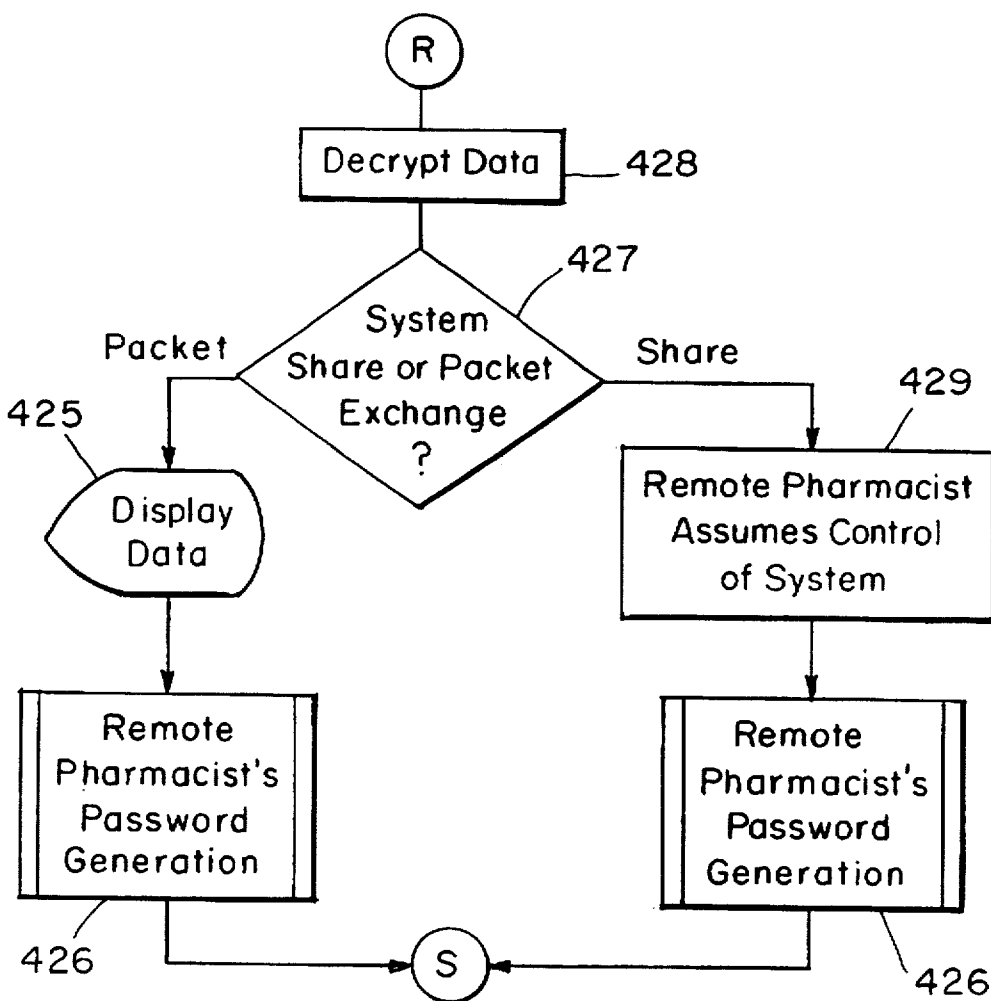 R
Decrypt Data
428
427
System
Share or Packet
Exchange
?
Packet
Share
425
429
Display
Data
Remote Pharmacist
Assumes Control
of System
Remote
Pharmacist's
Password
Generation
Remote
Pharmacist's
Password
Generation
426
S
426